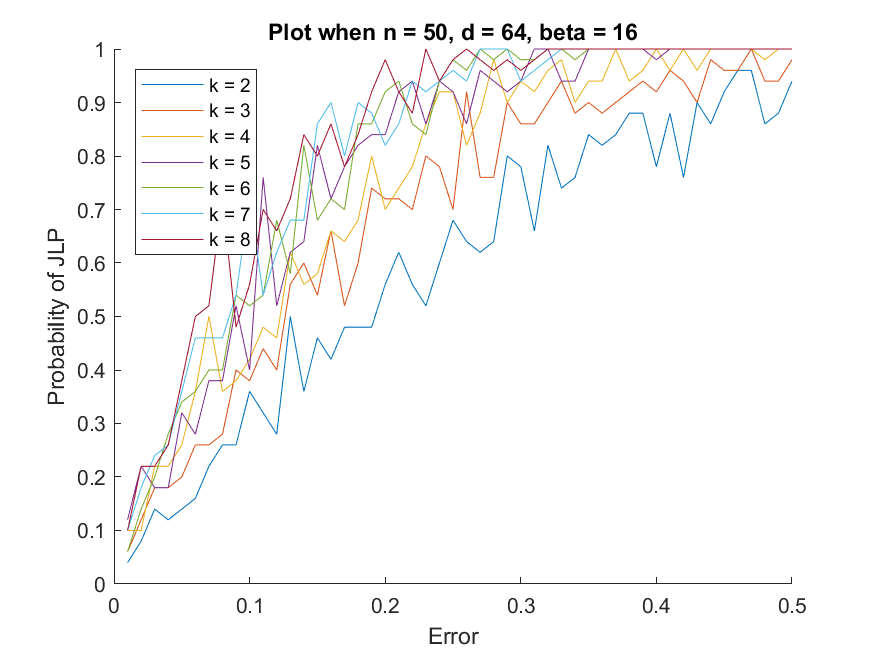 Plot when n = 50, d = 64, beta = 16
1
0.9
0.8
0.7
0.6
0.5
0.4
0.3
0.2
0.1
0
Probability of JLP
k = 2
k = 3
k = 4
k = 5
k = 6
k = 7
k = 8
0
0.1
0.2
0.3
0.4
0.5
Error